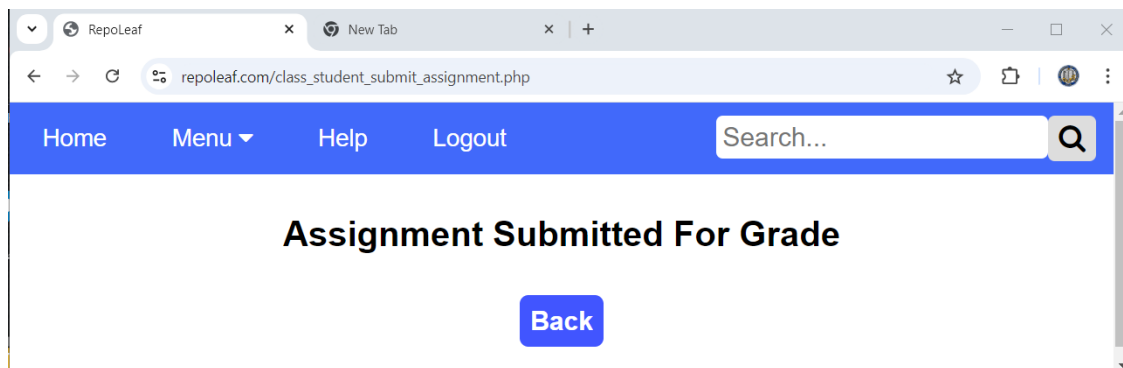 RepoLeaf
New Tab
repoleaf.com/class_student_submit_assignment.php
Home Menu Help Logout Search...
Assignment Submitted For Grade
Back